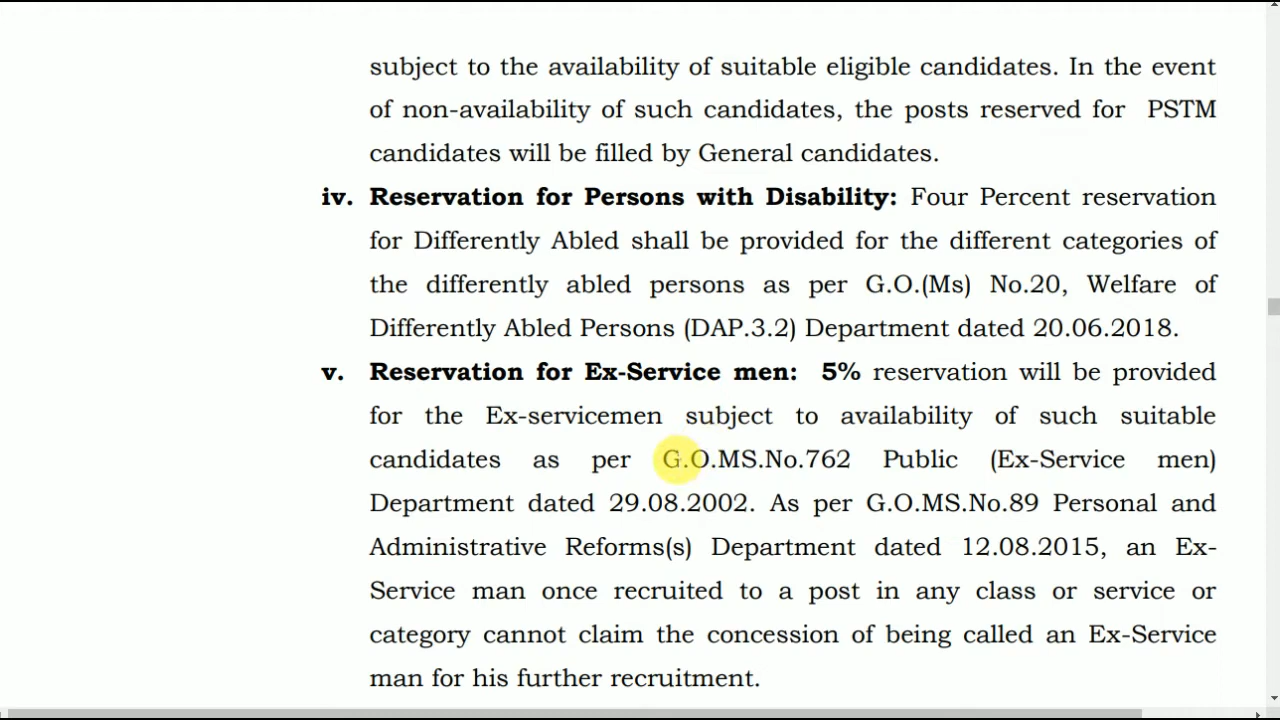 subject to the availability of suitable eligible candidates. In the event
of non-availability of such candidates, the posts reserved for PSTM
candidates will be filled by General candidates.
iv. Reservation for Persons with Disability: Four Percent reservation
for Differently Abled shall be provided for the different categories of
the differently abled persons as per G.O.(Ms) No.20, Welfare of
Differently Abled Persons (DAP.3.2) Department dated 20.06.2018.
v. Reservation for Ex-Service men: 5% reservation will be provided
for the Ex-servicemen subject to availability of such suitable
candidates as per G.O.MS.No.762 Public (Ex-Service men)
Department dated 29.08.2002. As per G.O.MS.No.89 Personal and
Administrative Reforms(s) Department dated 12.08.2015, an Ex-
Service man once recruited to a post in any class or service or
category cannot claim the concession of being called an Ex-Service
man for his further recruitment.